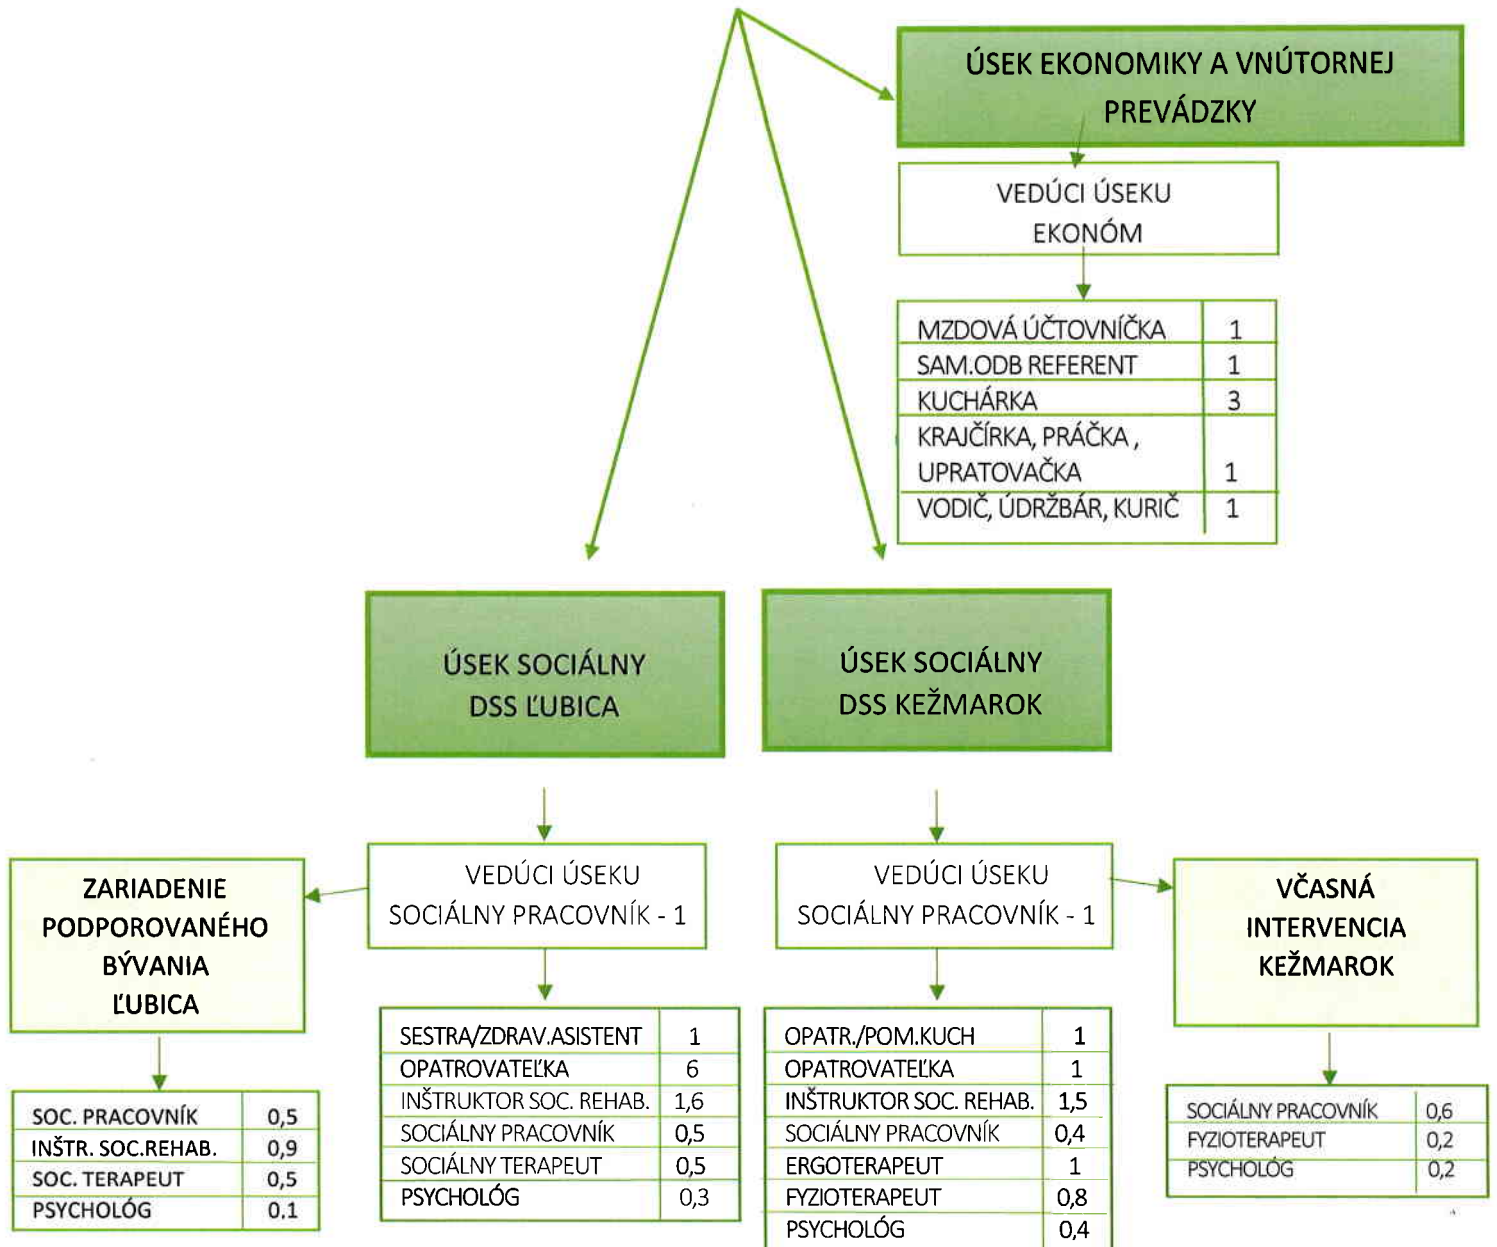 ÚSEK EKONOMIKY A VNÚTORNEJ
PREVÁDZKY
VEDÚCI ÚSEKU
EKONÓM
MZDOVÁ ÚČTOVNÍČKA 1
SAM.ODB REFERENT 1
KUCHÁRKA 3
KRAJČÍRKA, PRÁČKA ,
UPRATOVAČKA 1
VODIČ, ÚDRŽBÁR, KURIČ 1
ÚSEK SOCIÁLNY
DSS ĽUBICA
ÚSEK SOCIÁLNY
DSS KEŽMAROK
ZARIADENIE
PODPOROVANÉHO
BÝVANIA
ĽUBICA
VEDÚCI ÚSEKU
SOCIÁLNY PRACOVNÍK - 1
VEDÚCI ÚSEKU
SOCIÁLNY PRACOVNÍK - 1
VČASNÁ
INTERVENCIA
KEŽMAROK
SOC. PRACOVNÍK 0,5
INŠTR. SOC.REHAB. 0,9
SOC. TERAPEUT 0,5
PSYCHOLÓG 0,1
SESTRA/ZDRAV.ASISTENT 1
OPATROVATEĽKA 6
INŠTRUKTOR SOC. REHAB. 1,6
SOCIÁLNY PRACOVNÍK 0,5
SOCIÁLNY TERAPEUT 0,5
PSYCHOLÓG 0,3
OPATR./POM.KUCH 1
OPATROVATEĽKA 1
INŠTRUKTOR SOC. REHAB. 1,5
SOCIÁLNY PRACOVNÍK 0,4
ERGOTERAPEUT 1
FYZIOTERAPEUT 0,8
PSYCHOLÓG 0,4
SOCIÁLNY PRACOVNÍK 0,6
FYZIOTERAPEUT 0,2
PSYCHOLÓG 0,2